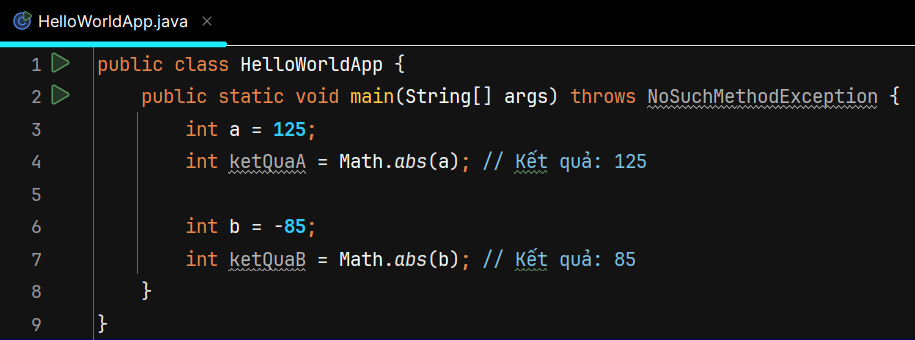 HelloWorldApp.java
1 public class HelloWorldApp {
2 public static void main(String[] args) throws NoSuchMethodException {
3 int a = 125;
4 int ketQuaA = Math.abs(a); // Kết quả: 125
5
6 int b = -85;
7 int ketQuaB = Math.abs(b); // Kết quả: 85
8 }
9 }